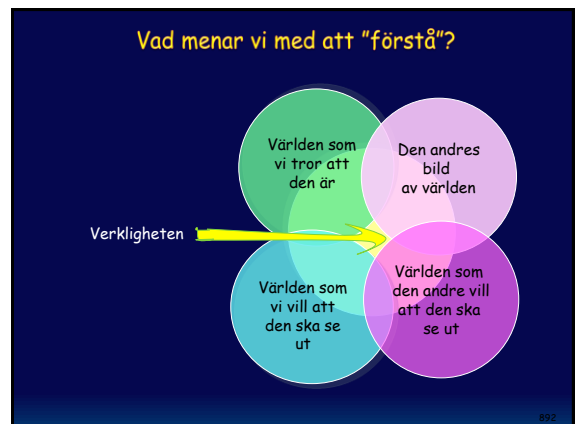 Vad menar vi med att "förstå"?
Världen som
vi tror att
den är
Den andres
bild
av världen
Verkligheten
Världen som
vi vill att
den ska se
ut
Världen som
den andre vill
att den ska
se ut
892